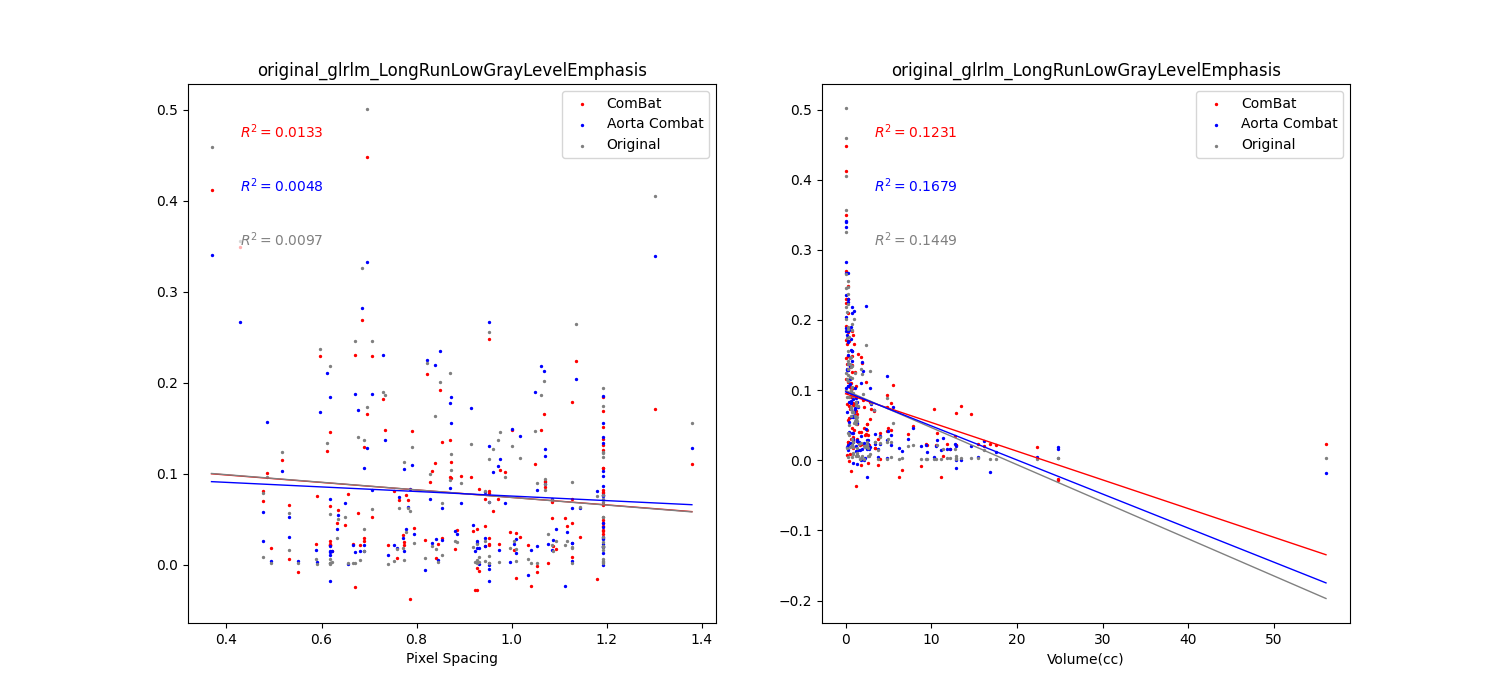 original_glrlm_LongRunLowGrayLevelEmphasis
ComBat
Aorta Combat
Original
R² = 0.0133
R² = 0.0048
R² = 0.0097
0.5
0.4
0.3
0.2
0.1
0.0
0.4 0.6 0.8 1.0 1.2 1.4
Pixel Spacing
original_glrlm_LongRunLowGrayLevelEmphasis
ComBat
Aorta Combat
Original
R² = 0.1231
R² = 0.1679
R² = 0.1449
0.5
0.4
0.3
0.2
0.1
0.0
−0.1
−0.2
0 10 20 30 40 50
Volume(cc)